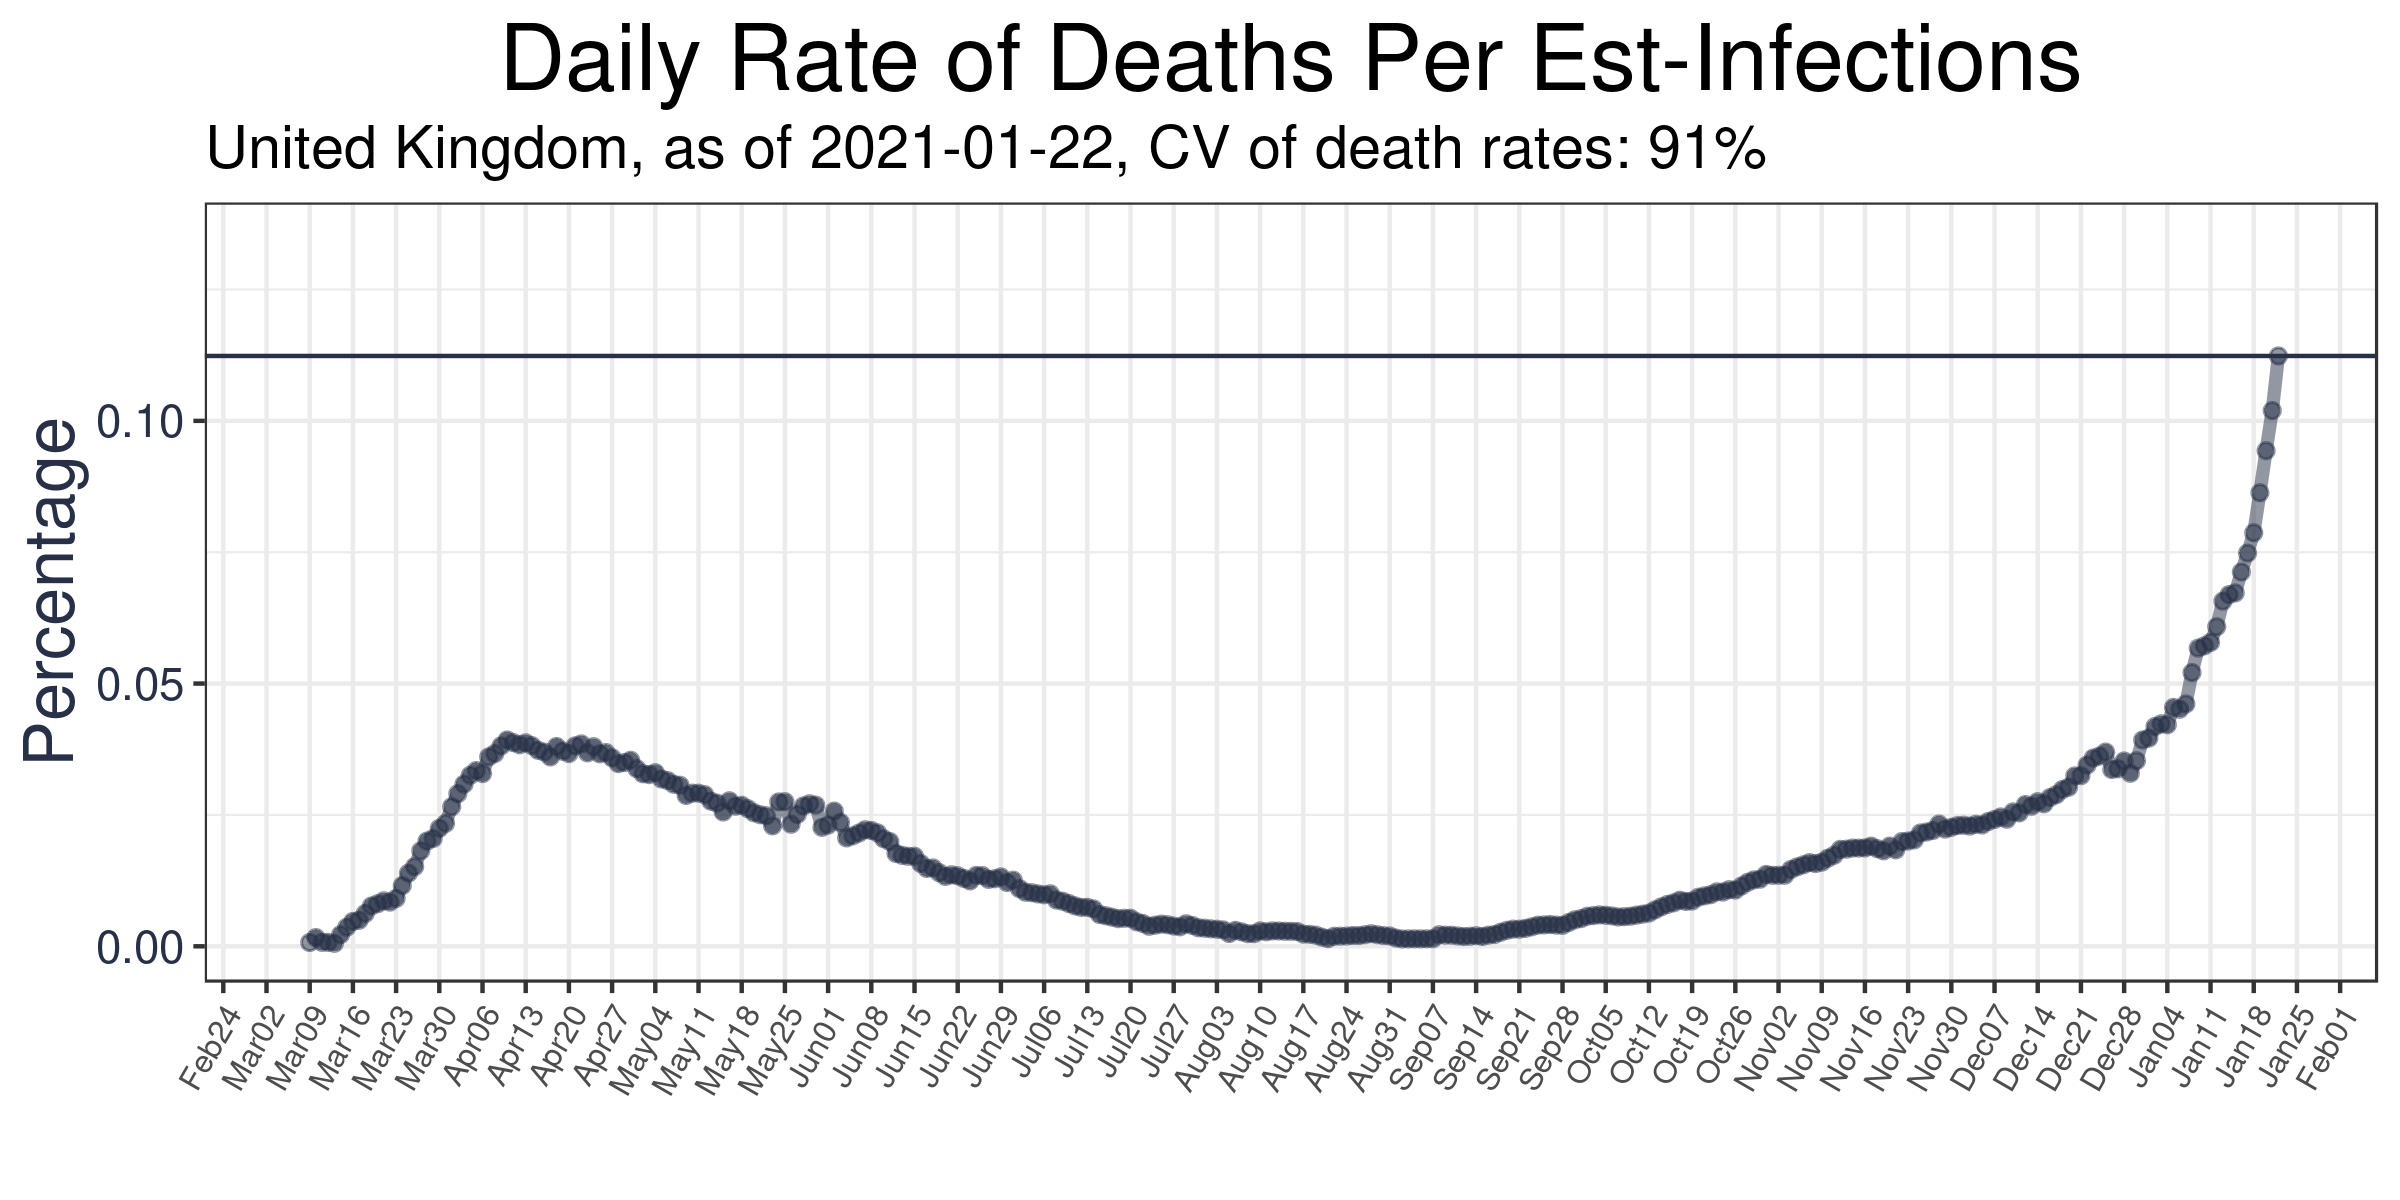 Daily Rate of Deaths Per Est-Infections
United Kingdom, as of 2021-01-22, CV of death rates: 91%
Percentage
0.10
0.05
0.00
Feb24
Mar02
Mar09
Mar16
Mar23
Mar30
Apr06
Apr13
Apr20
Apr27
May04
May11
May18
May25
Jun01
Jun08
Jun15
Jun22
Jun29
Jul06
Jul13
Jul20
Jul27
Aug03
Aug10
Aug17
Aug24
Aug31
Sep07
Sep14
Sep21
Sep28
Oct05
Oct12
Oct19
Oct26
Nov02
Nov09
Nov16
Nov23
Nov30
Dec07
Dec14
Dec21
Dec28
Jan04
Jan11
Jan18
Jan25
Feb01